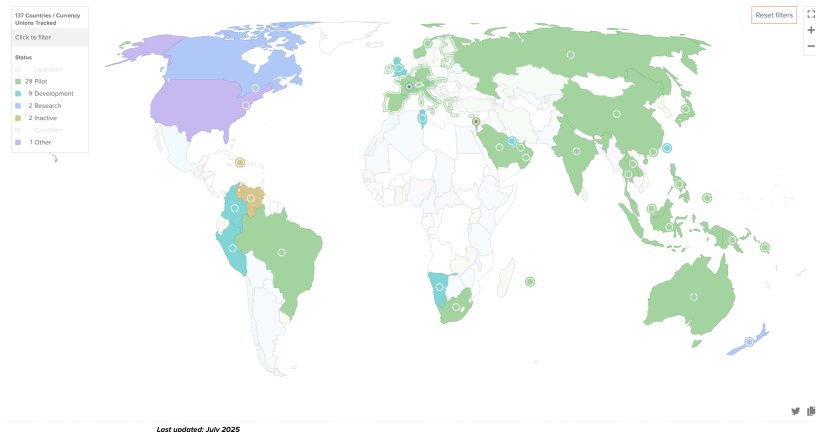 137 Countries / Currency
Unions Tracked
Click to filter
Status
Launched
29 Pilot
9 Development
2 Research
2 Inactive
Canceled
1 Other
Reset filters
+
−
Last updated: July 2025